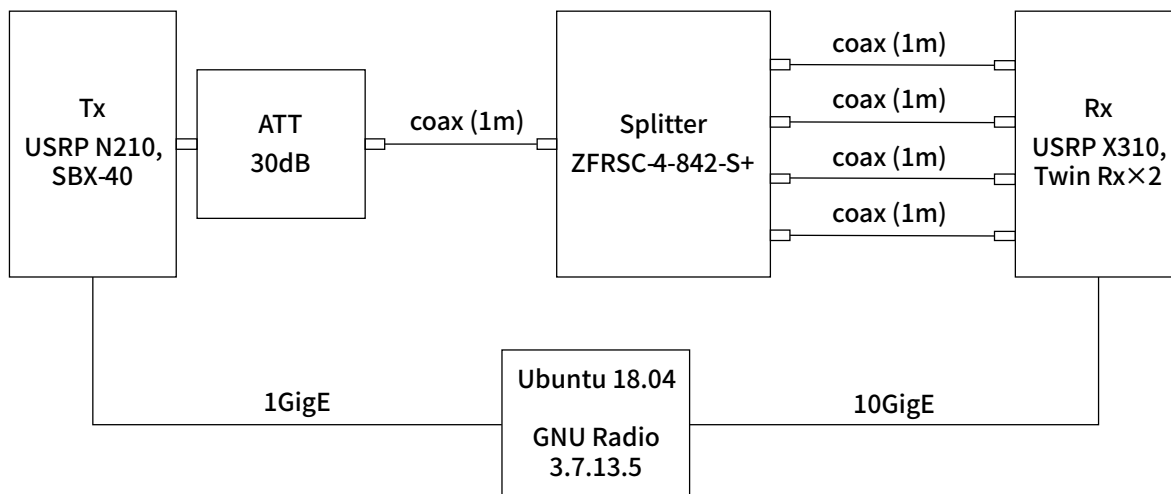 Tx
USRP N210,
SBX-40
ATT
30dB
coax (1m)
Splitter
ZFRSC-4-842-S+
coax (1m)
coax (1m)
coax (1m)
coax (1m)
Rx
USRP X310,
Twin Rx×2
1GigE
Ubuntu 18.04
GNU Radio
3.7.13.5
10GigE